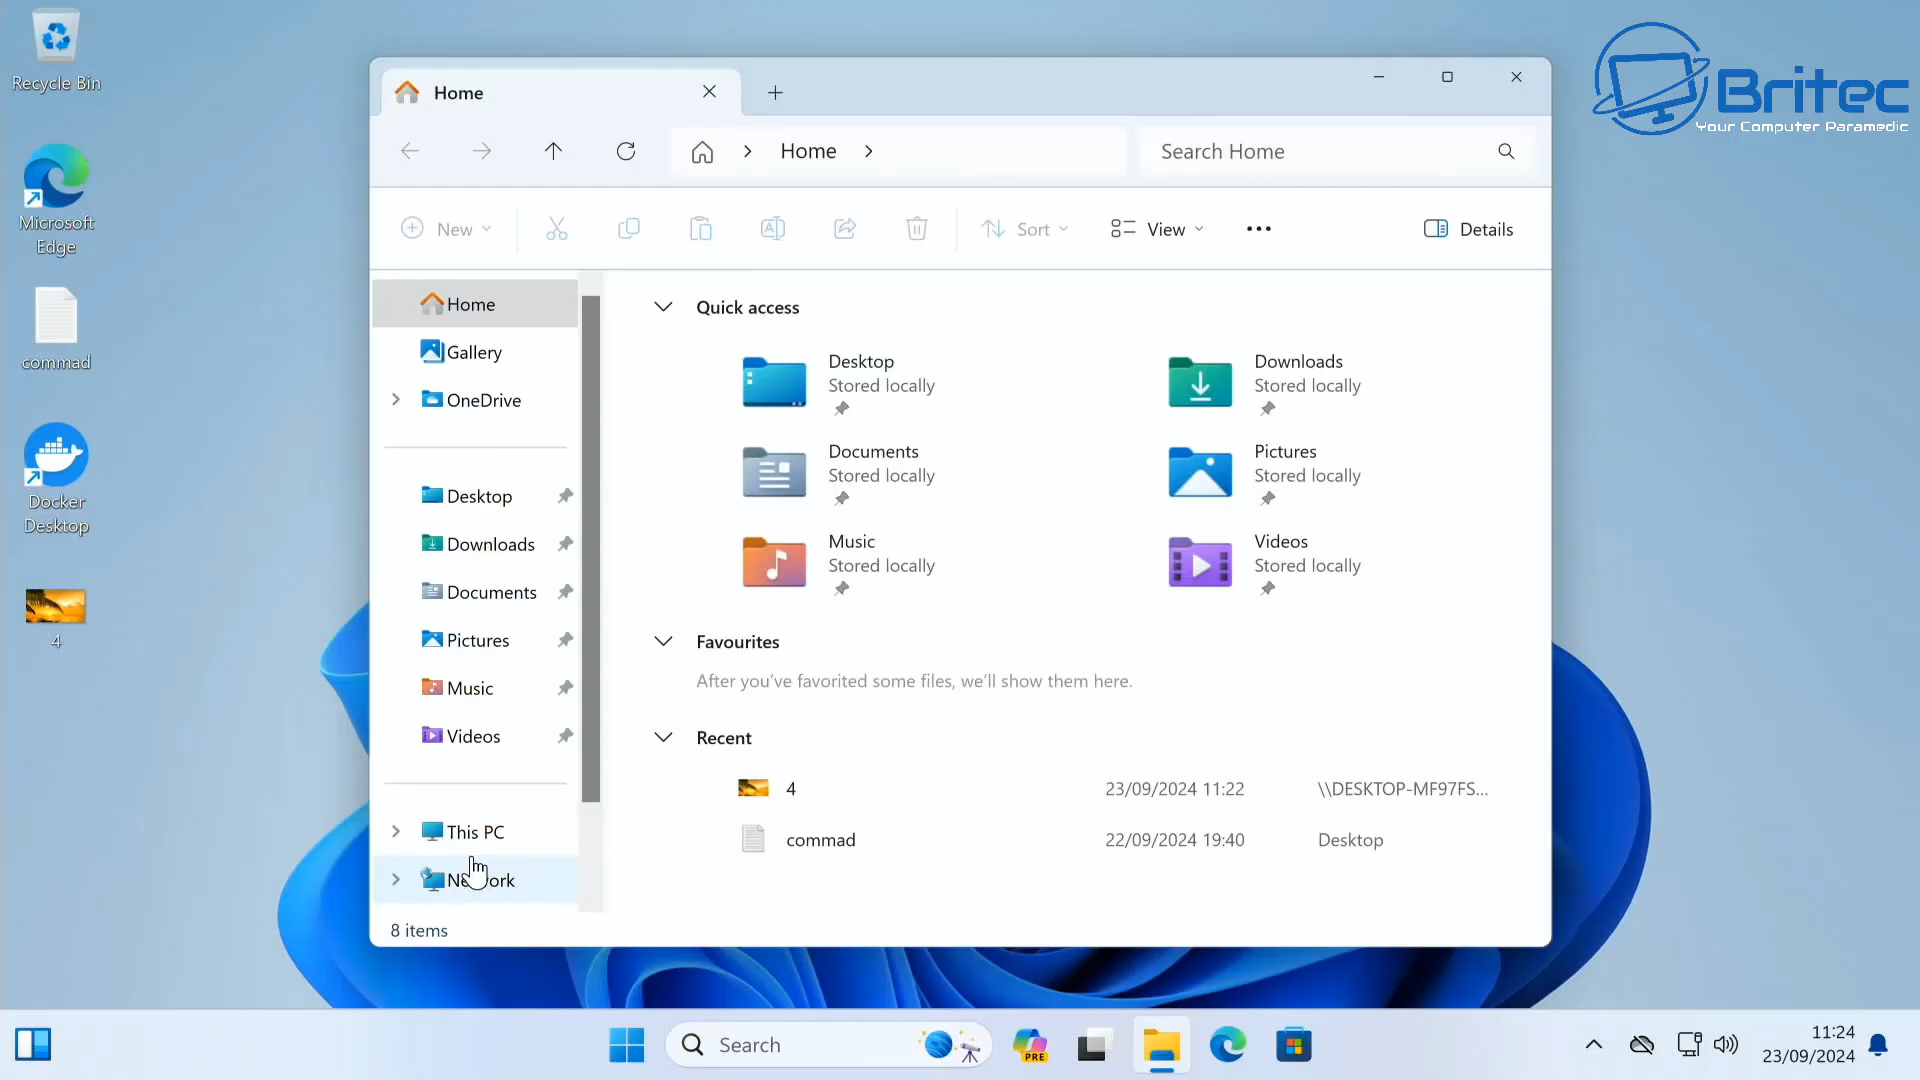 Recycle Bin
Microsoft
Edge
commad
Docker
Desktop
4
Britec
Your Computer Paramedic
Home
Home
Search Home
New
Sort
View
Details
Home
Gallery
OneDrive
Desktop
Downloads
Documents
Pictures
Music
Videos
This PC
Network
Quick access
Desktop
Stored locally
Downloads
Stored locally
Documents
Stored locally
Pictures
Stored locally
Music
Stored locally
Videos
Stored locally
Favourites
After you've favorited some files, we'll show them here.
Recent
4 23/09/2024 11:22 \\DESKTOP-MF97FS...
commad 22/09/2024 19:40 Desktop
8 items
Search
PRE
11:24
23/09/2024